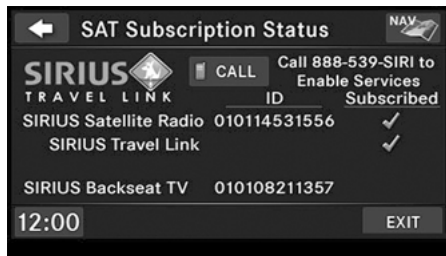 SAT Subscription Status
NAV
SIRIUS
TRAVEL LINK
CALL
Call 888-539-SIRI to
Enable Services
ID Subscribed
SIRIUS Satellite Radio 010114531556
SIRIUS Travel Link
SIRIUS Backseat TV 010108211357
12:00
EXIT